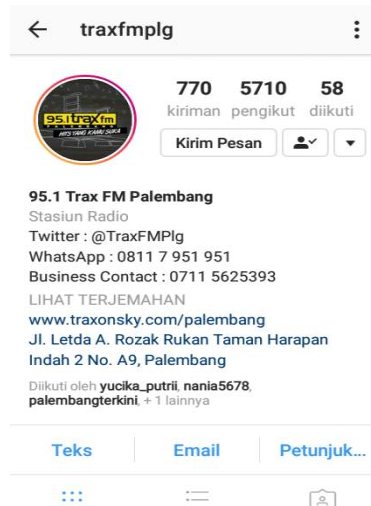 traxfmplg
770 5710 58
kiriman pengikut diikuti
95.1 trax fm
PALEMBANG
HITS YANG KAMU SUKA
Kirim Pesan
95.1 Trax FM Palembang
Stasiun Radio
Twitter : @TraxFMPlg
WhatsApp : 0811 7 951 951
Business Contact : 0711 5625393
LIHAT TERJEMAHAN
www.traxonsky.com/palembang
Jl. Letda A. Rozak Rukan Taman Harapan
Indah 2 No. A9, Palembang
Diikuti oleh yucika_putrii, nania5678,
palembangterkini, + 1 lainnya
Teks Email Petunjuk...